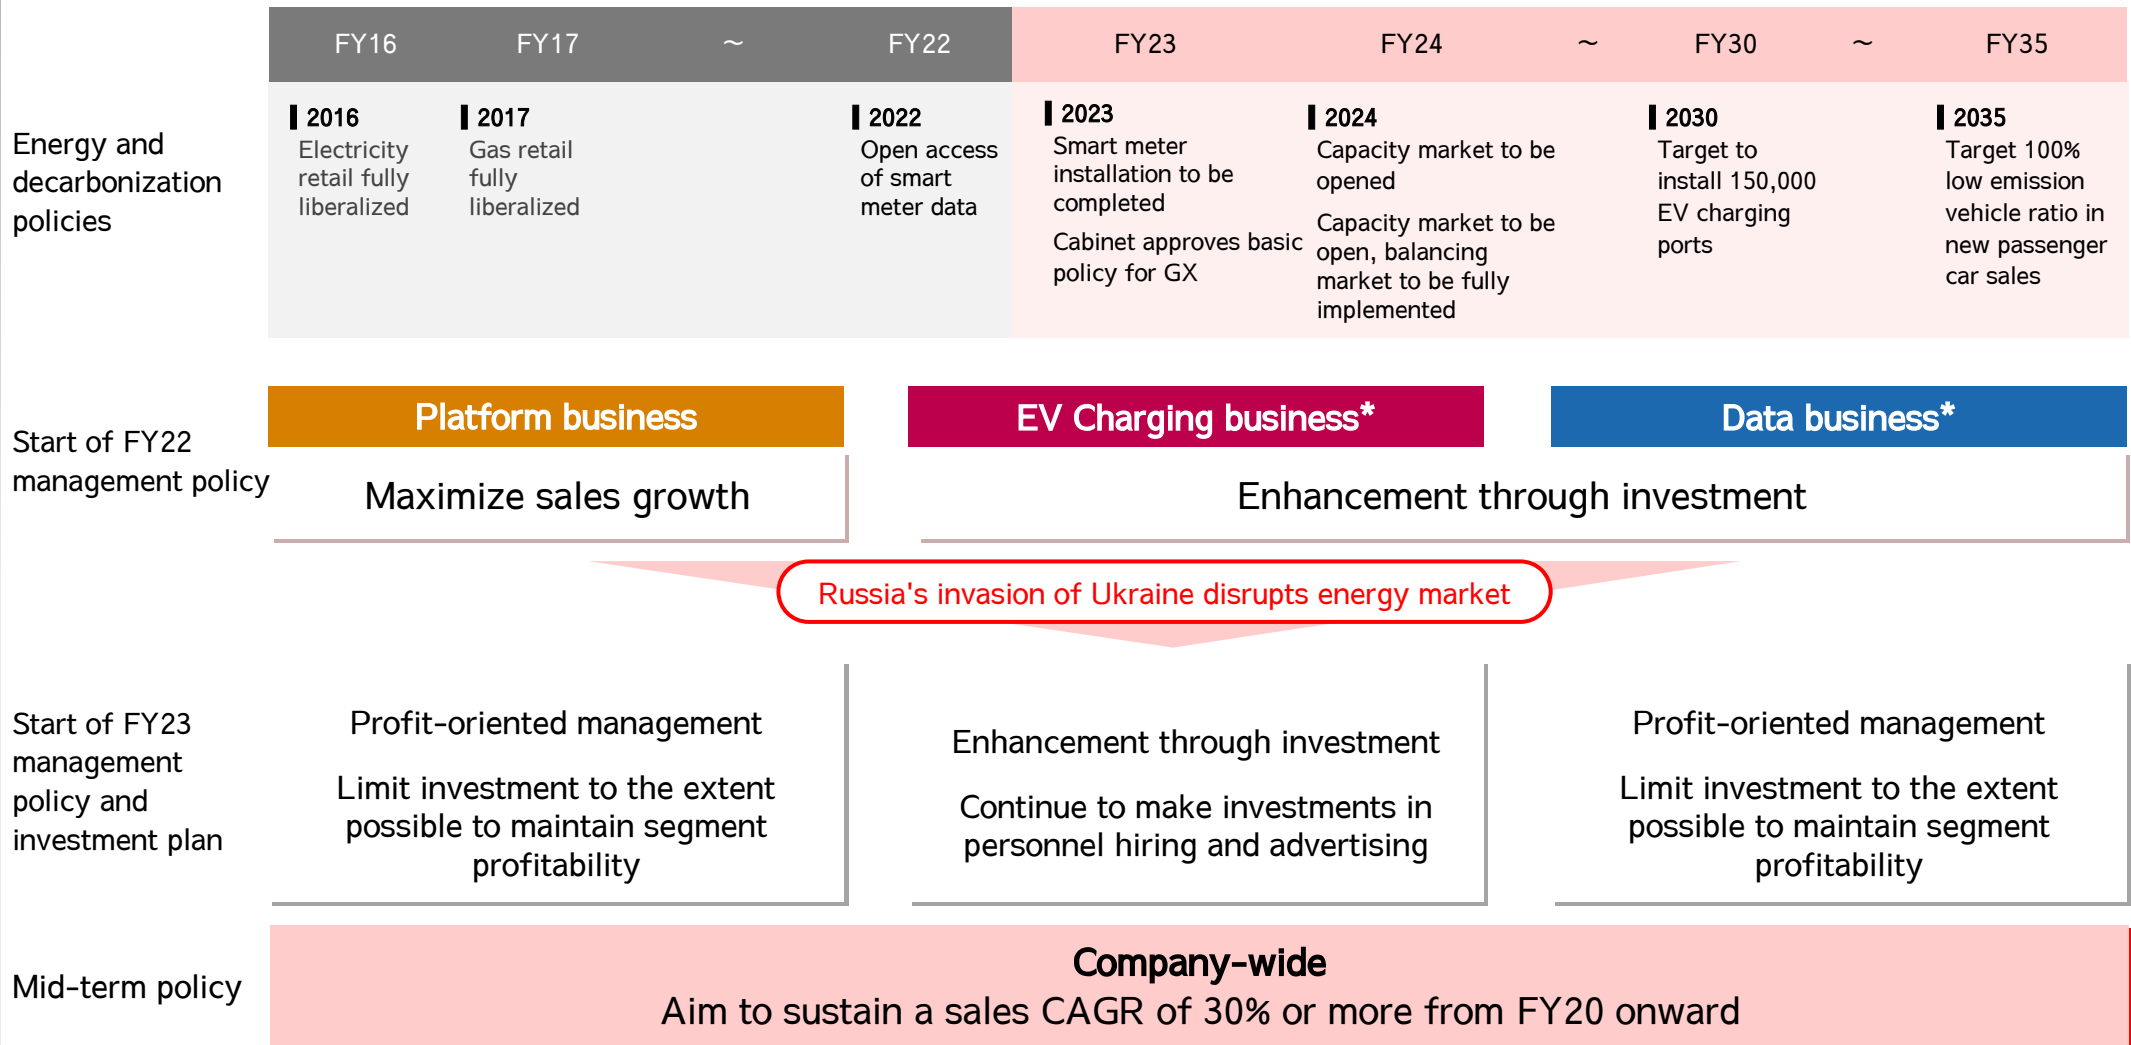 FY16 FY17 ~ FY22 FY23 FY24 ~ FY30 ~ FY35
Energy and
decarbonization
policies
2016
Electricity
retail fully
liberalized
2017
Gas retail
fully
liberalized
2022
Open access
of smart
meter data
2023
Smart meter
installation to be
completed
Cabinet approves basic
policy for GX
2024
Capacity market to be
opened
Capacity market to be
open, balancing
market to be fully
implemented
2030
Target to
install 150,000
EV charging
ports
2035
Target 100%
low emission
vehicle ratio in
new passenger
car sales
Start of FY22
management policy
Platform business
EV Charging business*
Data business*
Maximize sales growth
Enhancement through investment
Russia's invasion of Ukraine disrupts energy market
Start of FY23
management
policy and
investment plan
Profit-oriented management
Limit investment to the extent
possible to maintain segment
profitability
Enhancement through investment
Continue to make investments in
personnel hiring and advertising
Profit-oriented management
Limit investment to the extent
possible to maintain segment
profitability
Mid-term policy
Company-wide
Aim to sustain a sales CAGR of 30% or more from FY20 onward